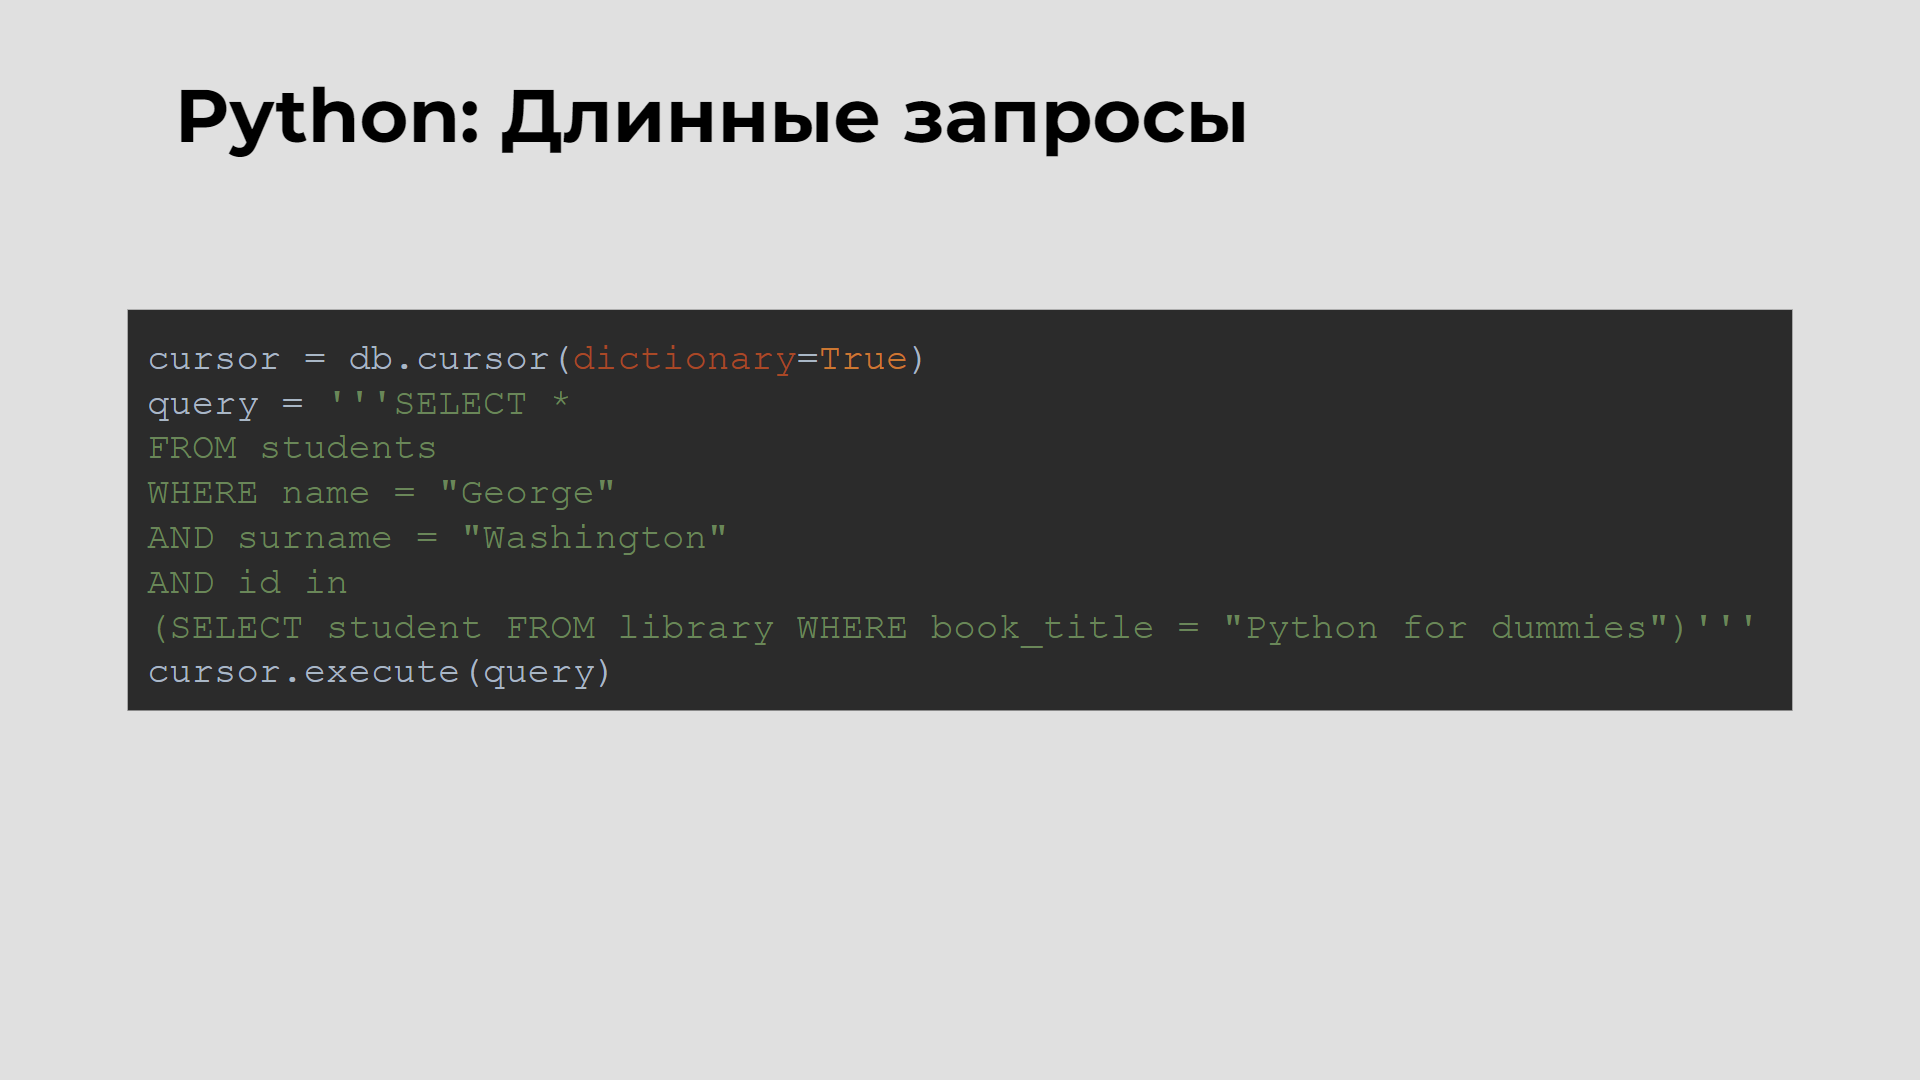 Python: Длинные запросы
cursor = db.cursor(dictionary=True)
query = '''SELECT *
FROM students
WHERE name = "George"
AND surname = "Washington"
AND id in
(SELECT student FROM library WHERE book_title = "Python for dummies")'''
cursor.execute(query)